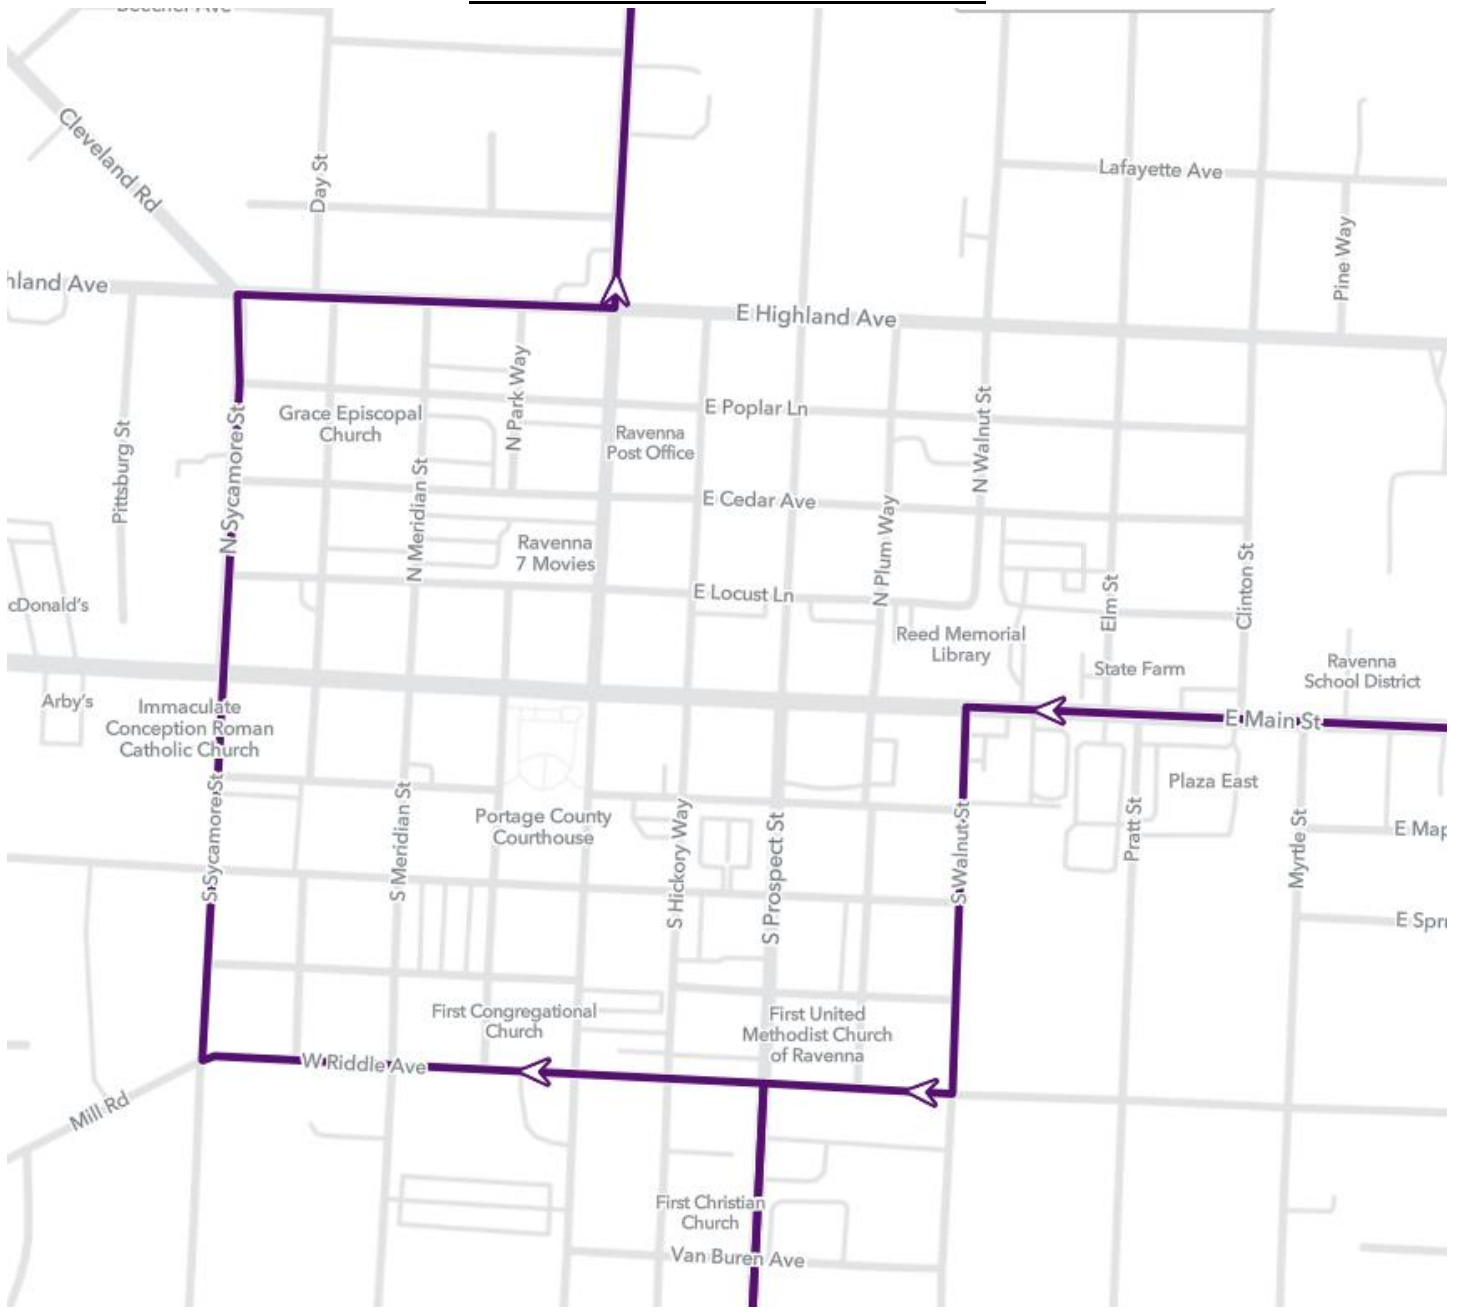 Cleveland Rd
Day St
Lafayette Ave
Pine Way
hland Ave
E Highland Ave
Pittsburg St
N Sycamore St
Grace Episcopal
Church
N Meridian St
N Park Way
Ravenna
Post Office
E Poplar Ln
N Walnut St
E Cedar Ave
Ravenna
7 Movies
N Plum Way
E Locust Ln
Elm St
Clinton St
cDonald's
Reed Memorial
Library
State Farm
Ravenna
School District
Arby's
Immaculate
Conception Roman
Catholic Church
E Main St
Plaza East
S Sycamore St
S Meridian St
Portage County
Courthouse
S Hickory Way
S Prospect St
S Walnut St
Pratt St
Myrtle St
E Map
E Spri
First Congregational
Church
First United
Methodist Church
of Ravenna
W Riddle Ave
Mill Rd
First Christian
Church
Van Buren Ave